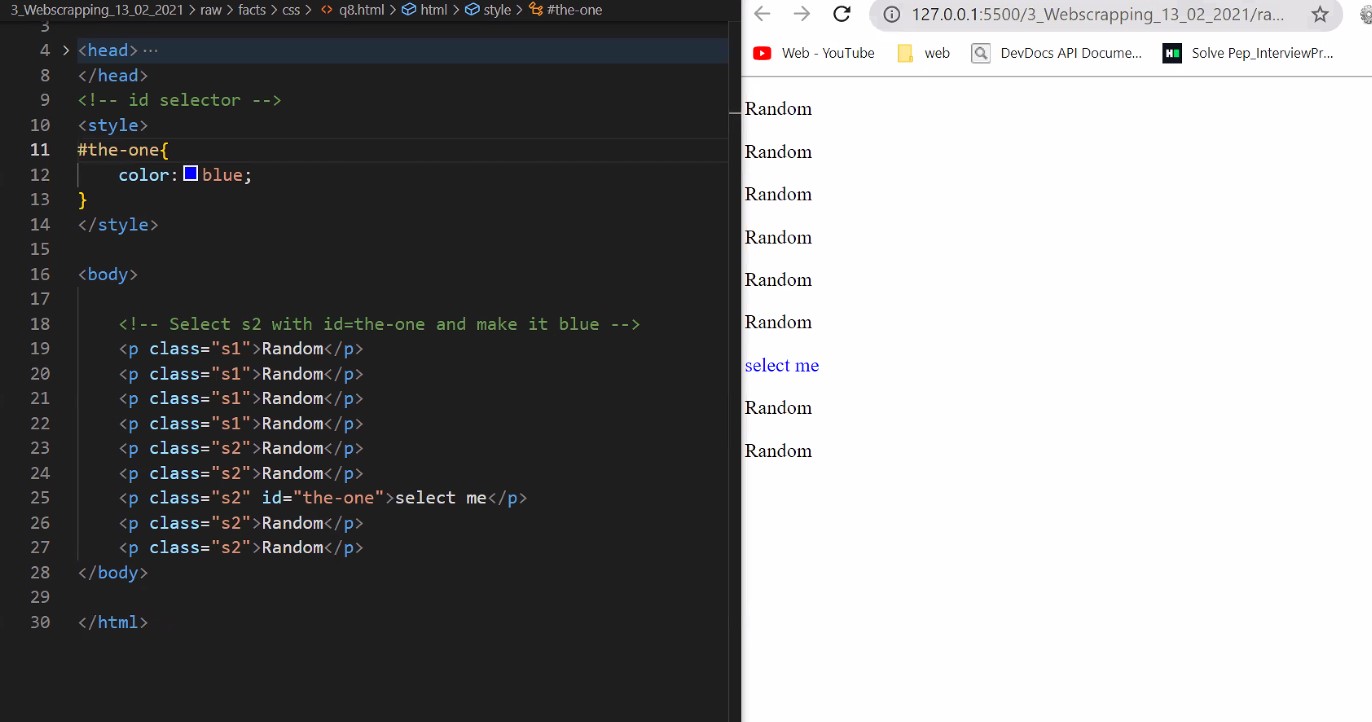 3_Webscrapping_13_02_2021 > raw > facts > css > <> q8.html > html > style > #the-one
3
4 > <head> ···
8 </head>
9 <!-- id selector -->
10 <style>
11 #the-one{
12 color: blue;
13 }
14 </style>
15
16 <body>
17
18 <!-- Select s2 with id=the-one and make it blue -->
19 <p class="s1">Random</p>
20 <p class="s1">Random</p>
21 <p class="s1">Random</p>
22 <p class="s1">Random</p>
23 <p class="s2">Random</p>
24 <p class="s2">Random</p>
25 <p class="s2" id="the-one">select me</p>
26 <p class="s2">Random</p>
27 <p class="s2">Random</p>
28 </body>
29
30 </html>
127.0.0.1:5500/3_Webscrapping_13_02_2021/ra...
Web - YouTube web DevDocs API Docume... Solve Pep_InterviewPr...
Random
Random
Random
Random
Random
Random
select me
Random
Random